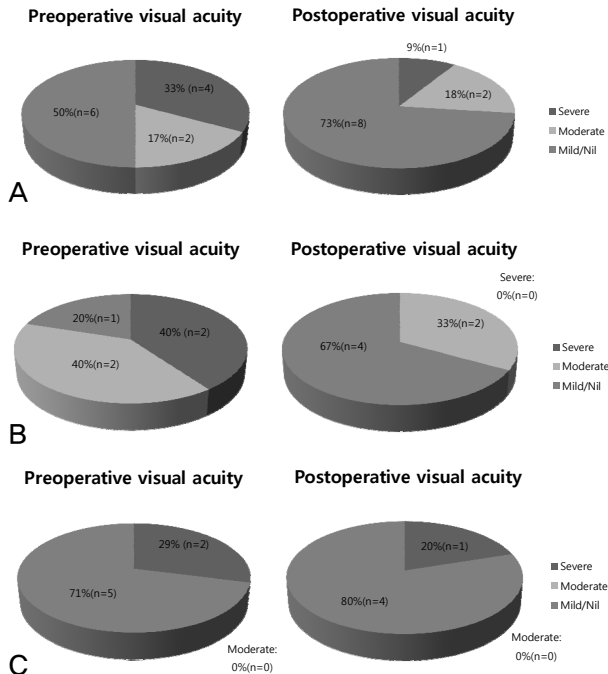 Preoperative visual acuity
33% (n=4)
50%(n=6)
17%(n=2)
Postoperative visual acuity
9%(n=1)
18%(n=2)
73%(n=8)
Severe
Moderate
Mild/Nil
A
Preoperative visual acuity
20%(n=1)
40% (n=2)
40%(n=2)
Postoperative visual acuity
Severe:
0%(n=0)
33%(n=2)
67%(n=4)
Severe
Moderate
Mild/Nil
B
Preoperative visual acuity
29% (n=2)
71%(n=5)
Moderate:
0%(n=0)
Postoperative visual acuity
20%(n=1)
80%(n=4)
Severe
Moderate
Mild/Nil
Moderate:
0%(n=0)
C